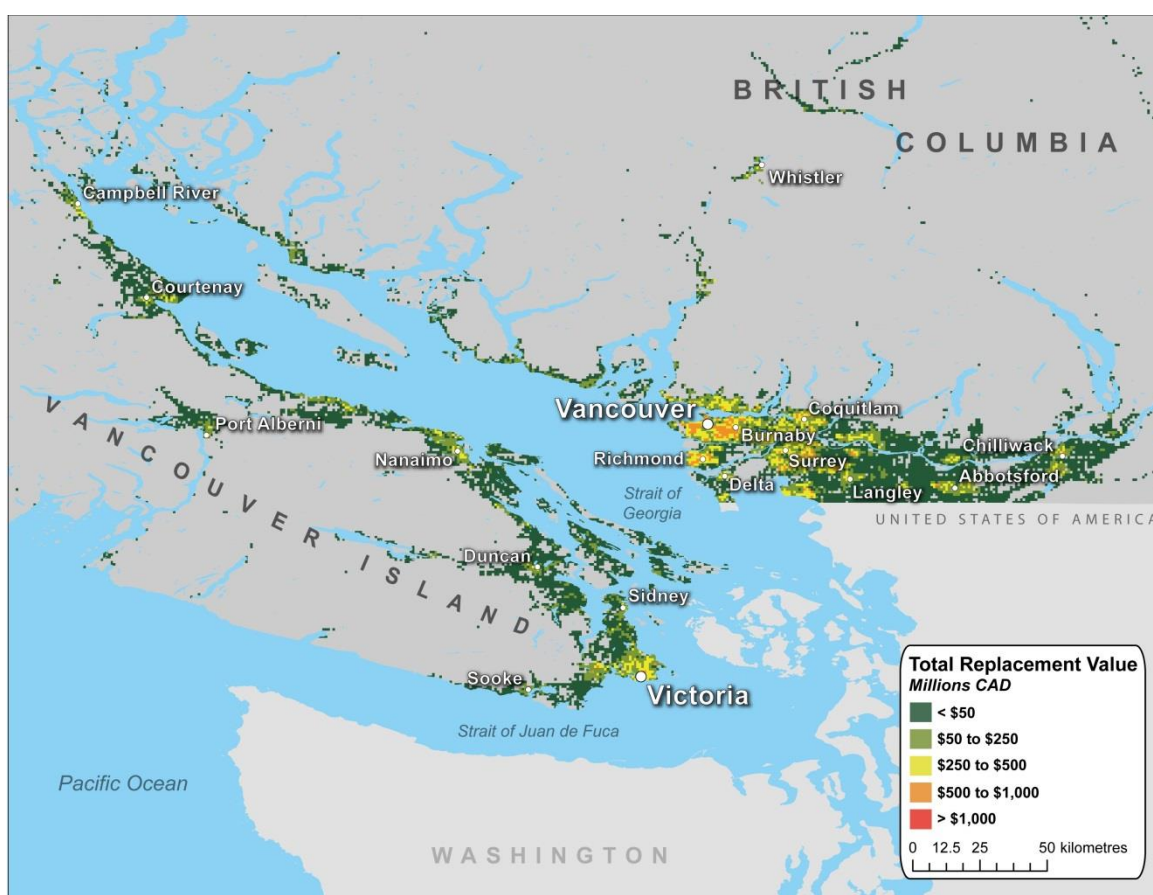 BRITISH
COLUMBIA
Whistler
Campbell River
Courtenay
Vancouver
Coquitlam
Burnaby
Chilliwack
Port Alberni
Nanaimo
Richmond
Surrey
Abbotsford
Delta
Langley
Strait of
Georgia
UNITED STATES OF AMERICA
VANCOUVER ISLAND
Duncan
Sidney
Sooke
Victoria
Strait of Juan de Fuca
Pacific Ocean
WASHINGTON
Total Replacement Value
Millions CAD
< $50
$50 to $250
$250 to $500
$500 to $1,000
> $1,000
0 12.5 25 50 kilometres